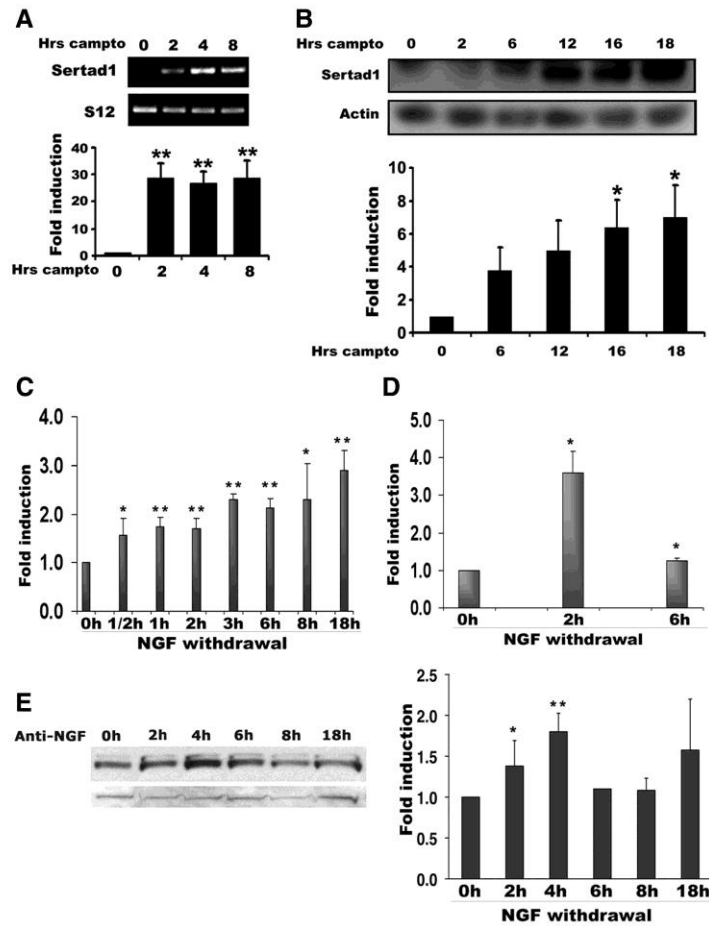 A
Hrs campto 0 2 4 8
Sertad1
S12
Fold induction
40
30
20
10
0
** ** **
Hrs campto 0 2 4 8
B
Hrs campto 0 2 6 12 16 18
Sertad1
Actin
Fold induction
10
8
6
4
2
0
* *
Hrs campto 0 6 12 16 18
C
Fold induction
4.0
3.0
2.0
1.0
0.0
* ** ** ** ** * **
0h 1/2h 1h 2h 3h 6h 8h 18h
NGF withdrawal
D
Fold induction
5.0
4.0
3.0
2.0
1.0
0.0
* *
0h 2h 6h
NGF withdrawal
E
Anti-NGF 0h 2h 4h 6h 8h 18h
Fold induction
2.5
2.0
1.5
1.0
0.5
0.0
* **
0h 2h 4h 6h 8h 18h
NGF withdrawal